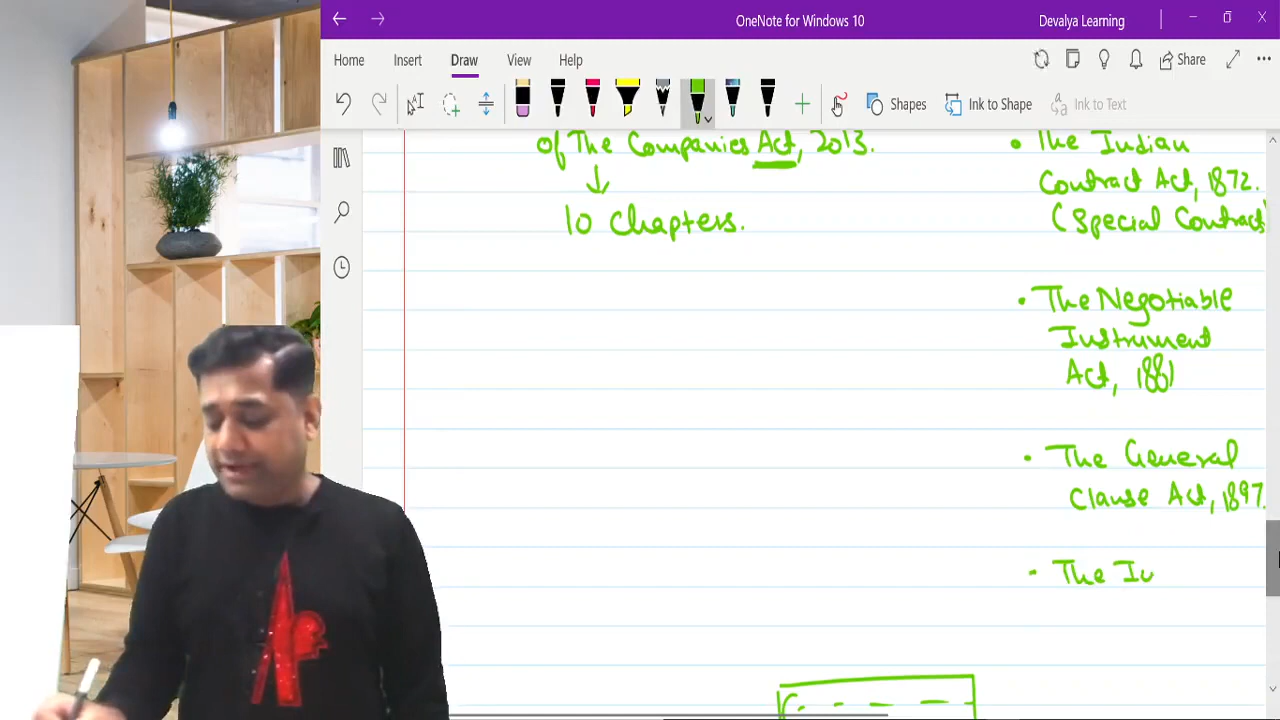 OneNote for Windows 10
Devalya Learning
Home Insert Draw View Help
Share
Shapes
Ink to Shape
Ink to Text
of The Companies Act, 2013.
10 Chapters.
• The Indian
Contract Act, 1872.
(Special Contract)
• The Negotiable
Instrument
Act, 1881
• The General
Clause Act, 1897.
• The